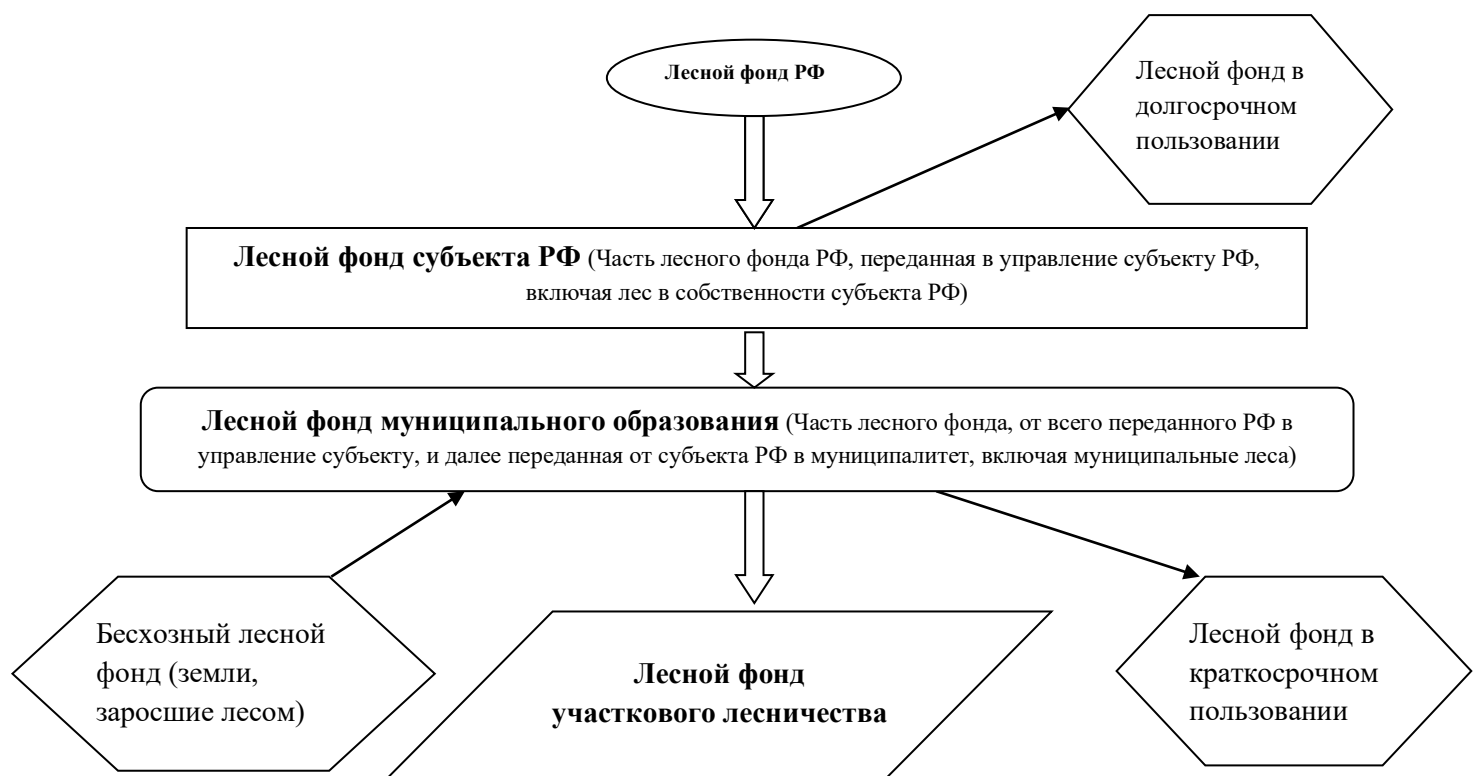 Лесной фонд РФ
Лесной фонд в
долгосрочном
пользовании
Лесной фонд субъекта РФ (Часть лесного фонда РФ, переданная в управление субъекту РФ,
включая лес в собственности субъекта РФ)
Лесной фонд муниципального образования (Часть лесного фонда, от всего переданного РФ в
управление субъекту, и далее переданная от субъекта РФ в муниципалитет, включая муниципальные леса)
Бесхозный лесной
фонд (земли,
заросшие лесом)
Лесной фонд
участкового лесничества
Лесной фонд в
краткосрочном
пользовании